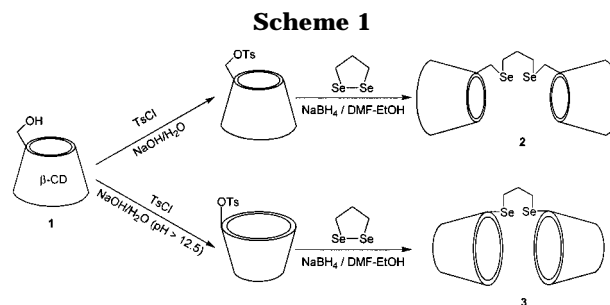 Scheme 1
OTs
Se—Se
NaBH₄ / DMF-EtOH
Se Se
2
TsCl
NaOH/H₂O
OH
β-CD
1
TsCl
NaOH/H₂O (pH > 12.5)
OTs
Se—Se
NaBH₄ / DMF-EtOH
Se Se
3